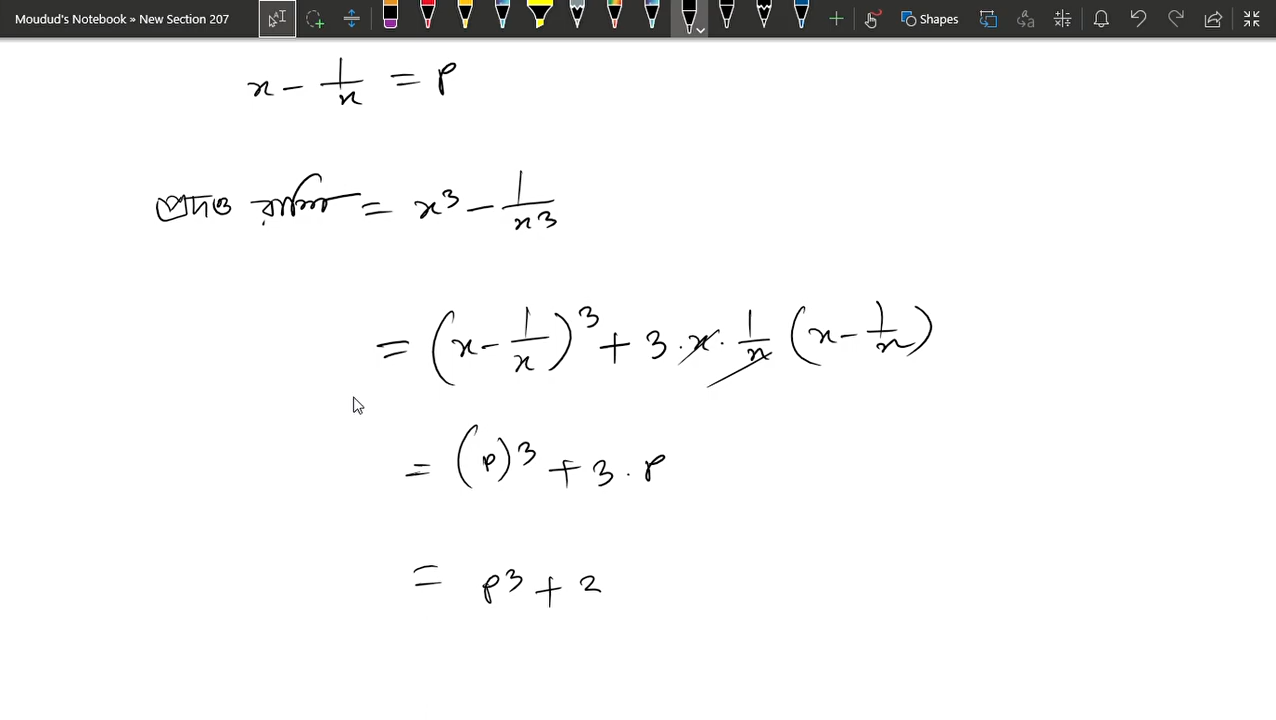 Moudud's Notebook » New Section 207
Shapes
x - 1/x = p
প্রদত্ত রাশি = x³ - 1/x³
= (x - 1/x)³ + 3 · x · 1/x (x - 1/x)
= (p)³ + 3 · p
= p³ + 2